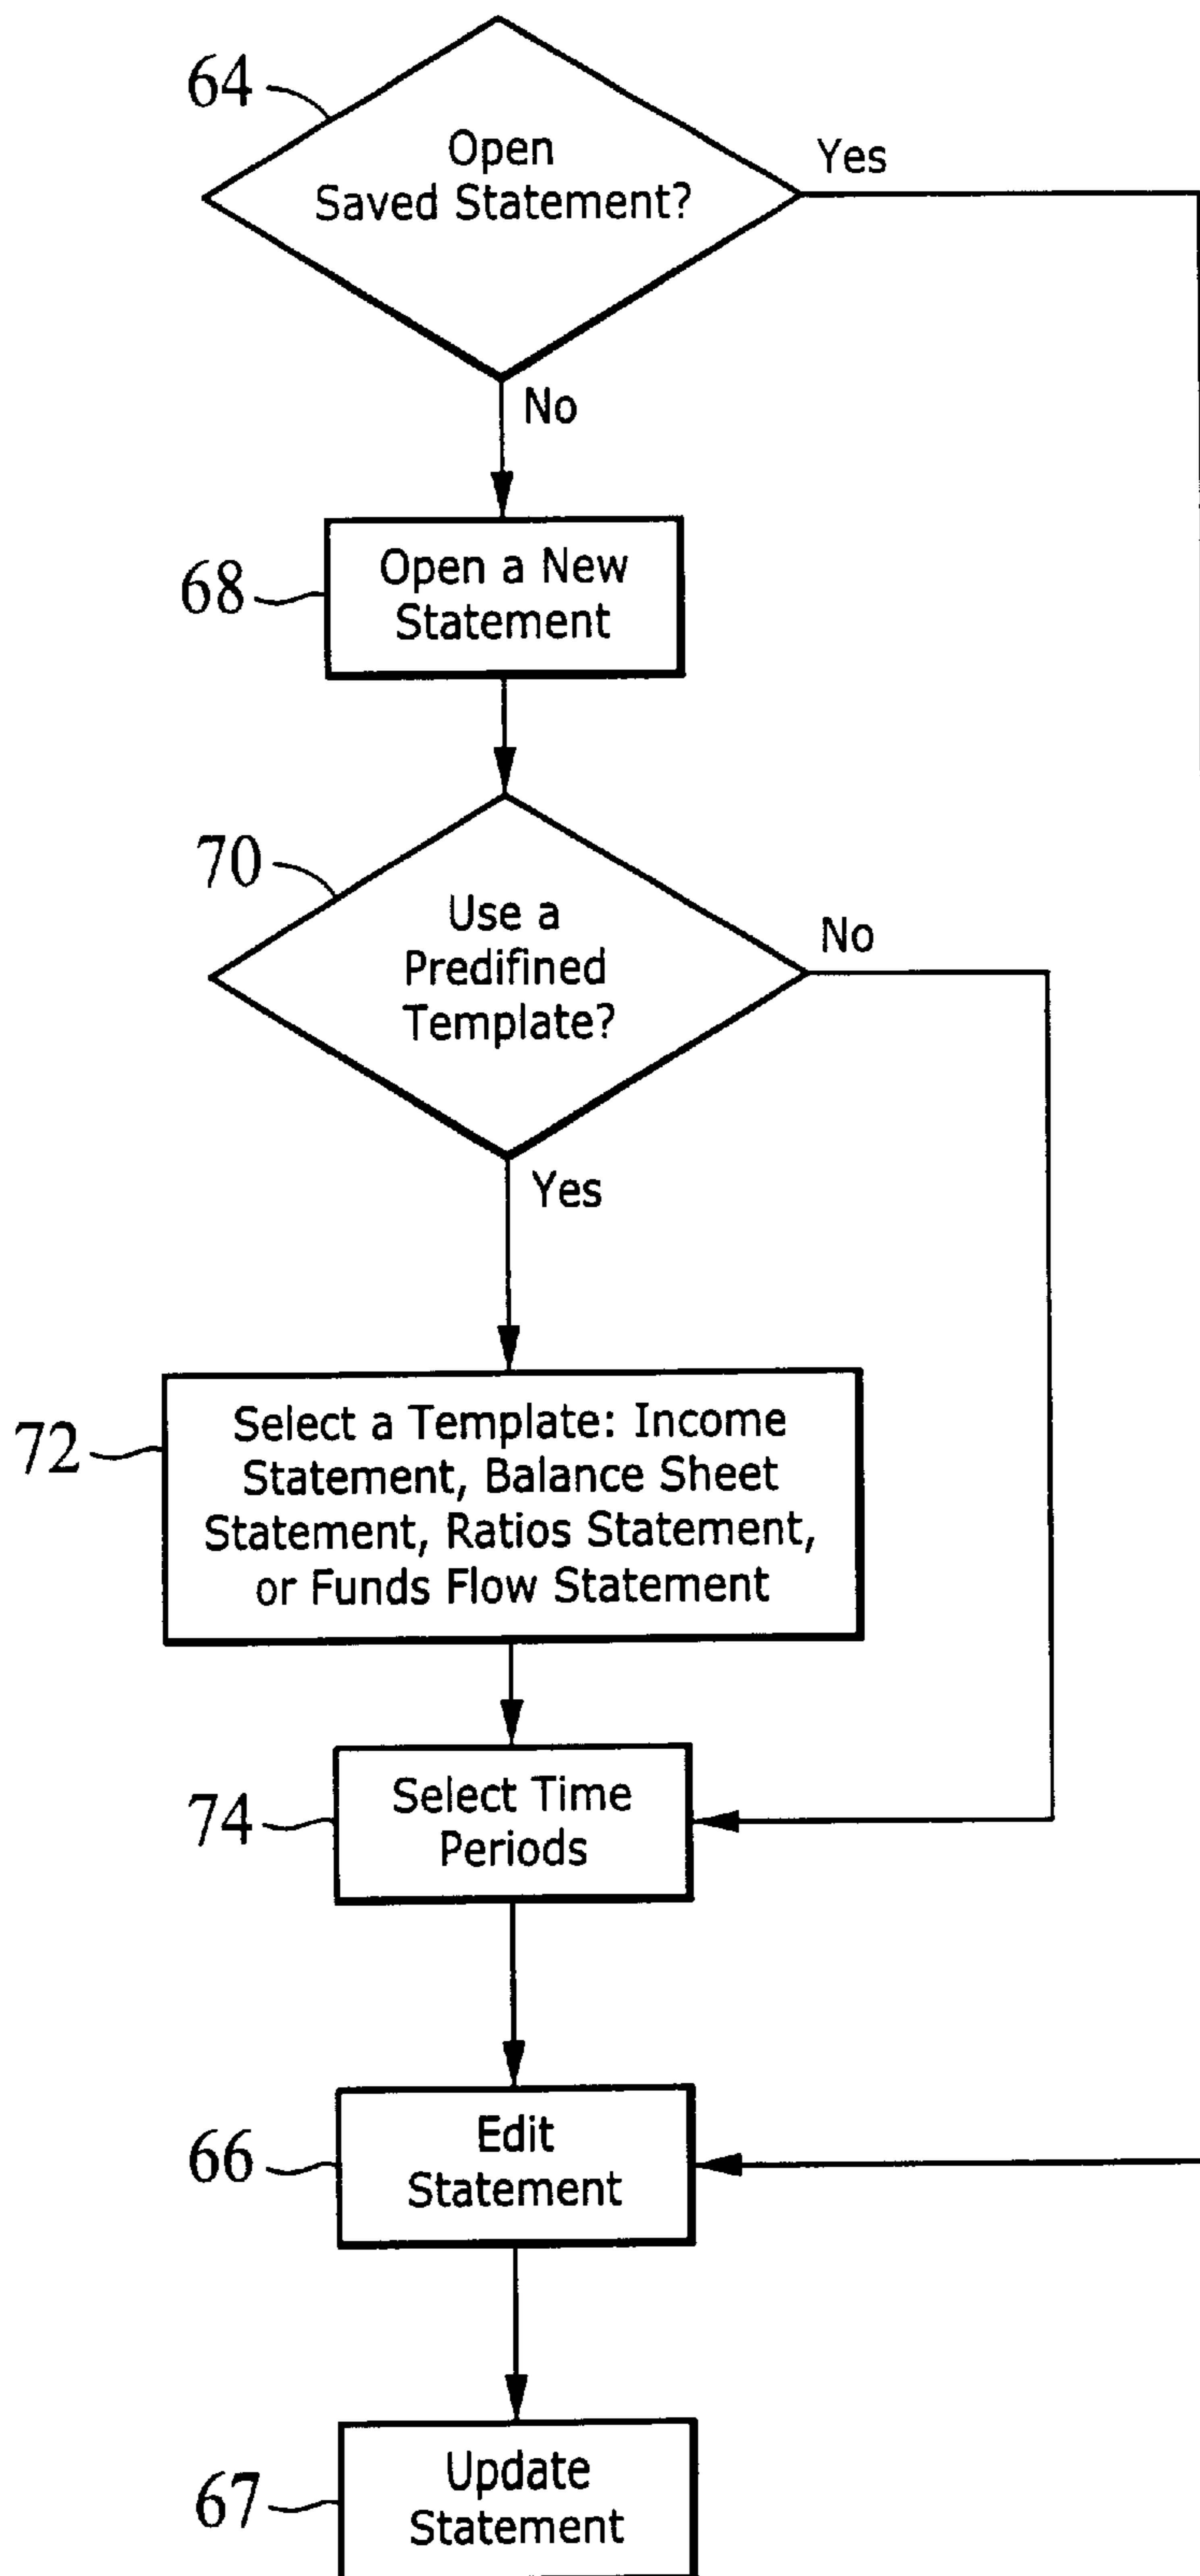 64
Open
Saved Statement?
Yes
No
68
Open a New
Statement
70
Use a
Predifined
Template?
No
Yes
72
Select a Template: Income
Statement, Balance Sheet
Statement, Ratios Statement,
or Funds Flow Statement
74
Select Time
Periods
66
Edit
Statement
67
Update
Statement